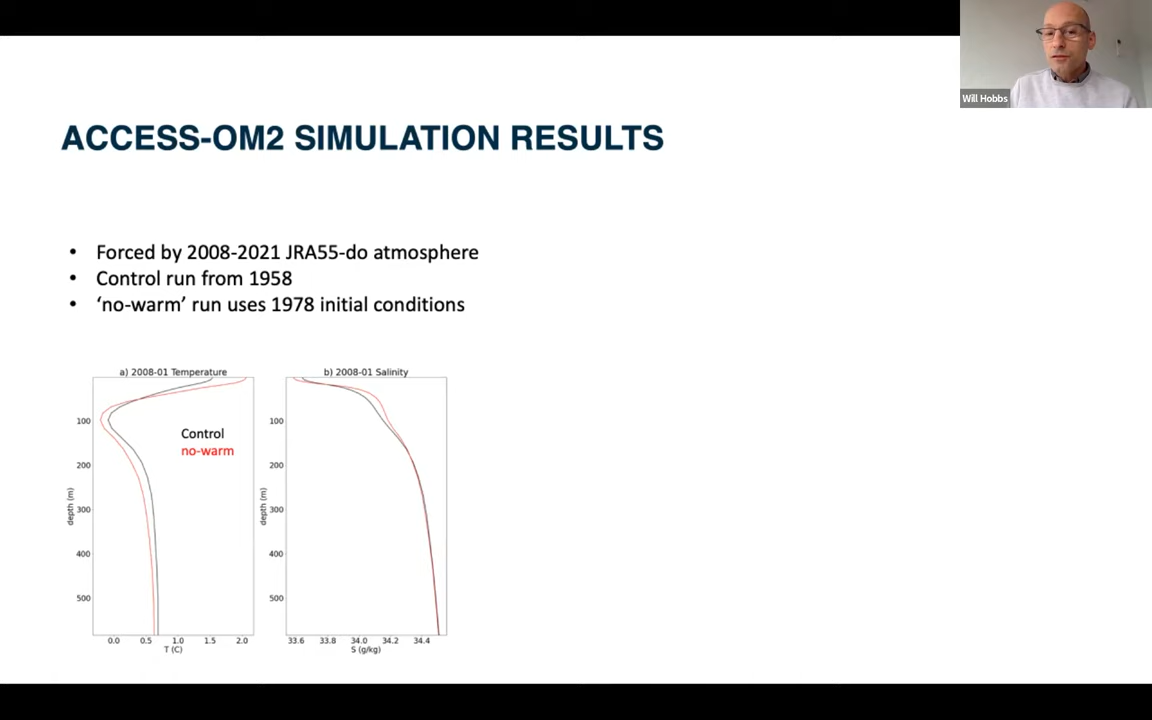 Will Hobbs
ACCESS-OM2 SIMULATION RESULTS
• Forced by 2008-2021 JRA55-do atmosphere
• Control run from 1958
• ‘no-warm’ run uses 1978 initial conditions
a) 2008-01 Temperature
Control
no-warm
depth (m)
100
200
300
400
500
0.0 0.5 1.0 1.5 2.0
T (C)
b) 2008-01 Salinity
depth (m)
100
200
300
400
500
33.6 33.8 34.0 34.2 34.4
S (g/kg)